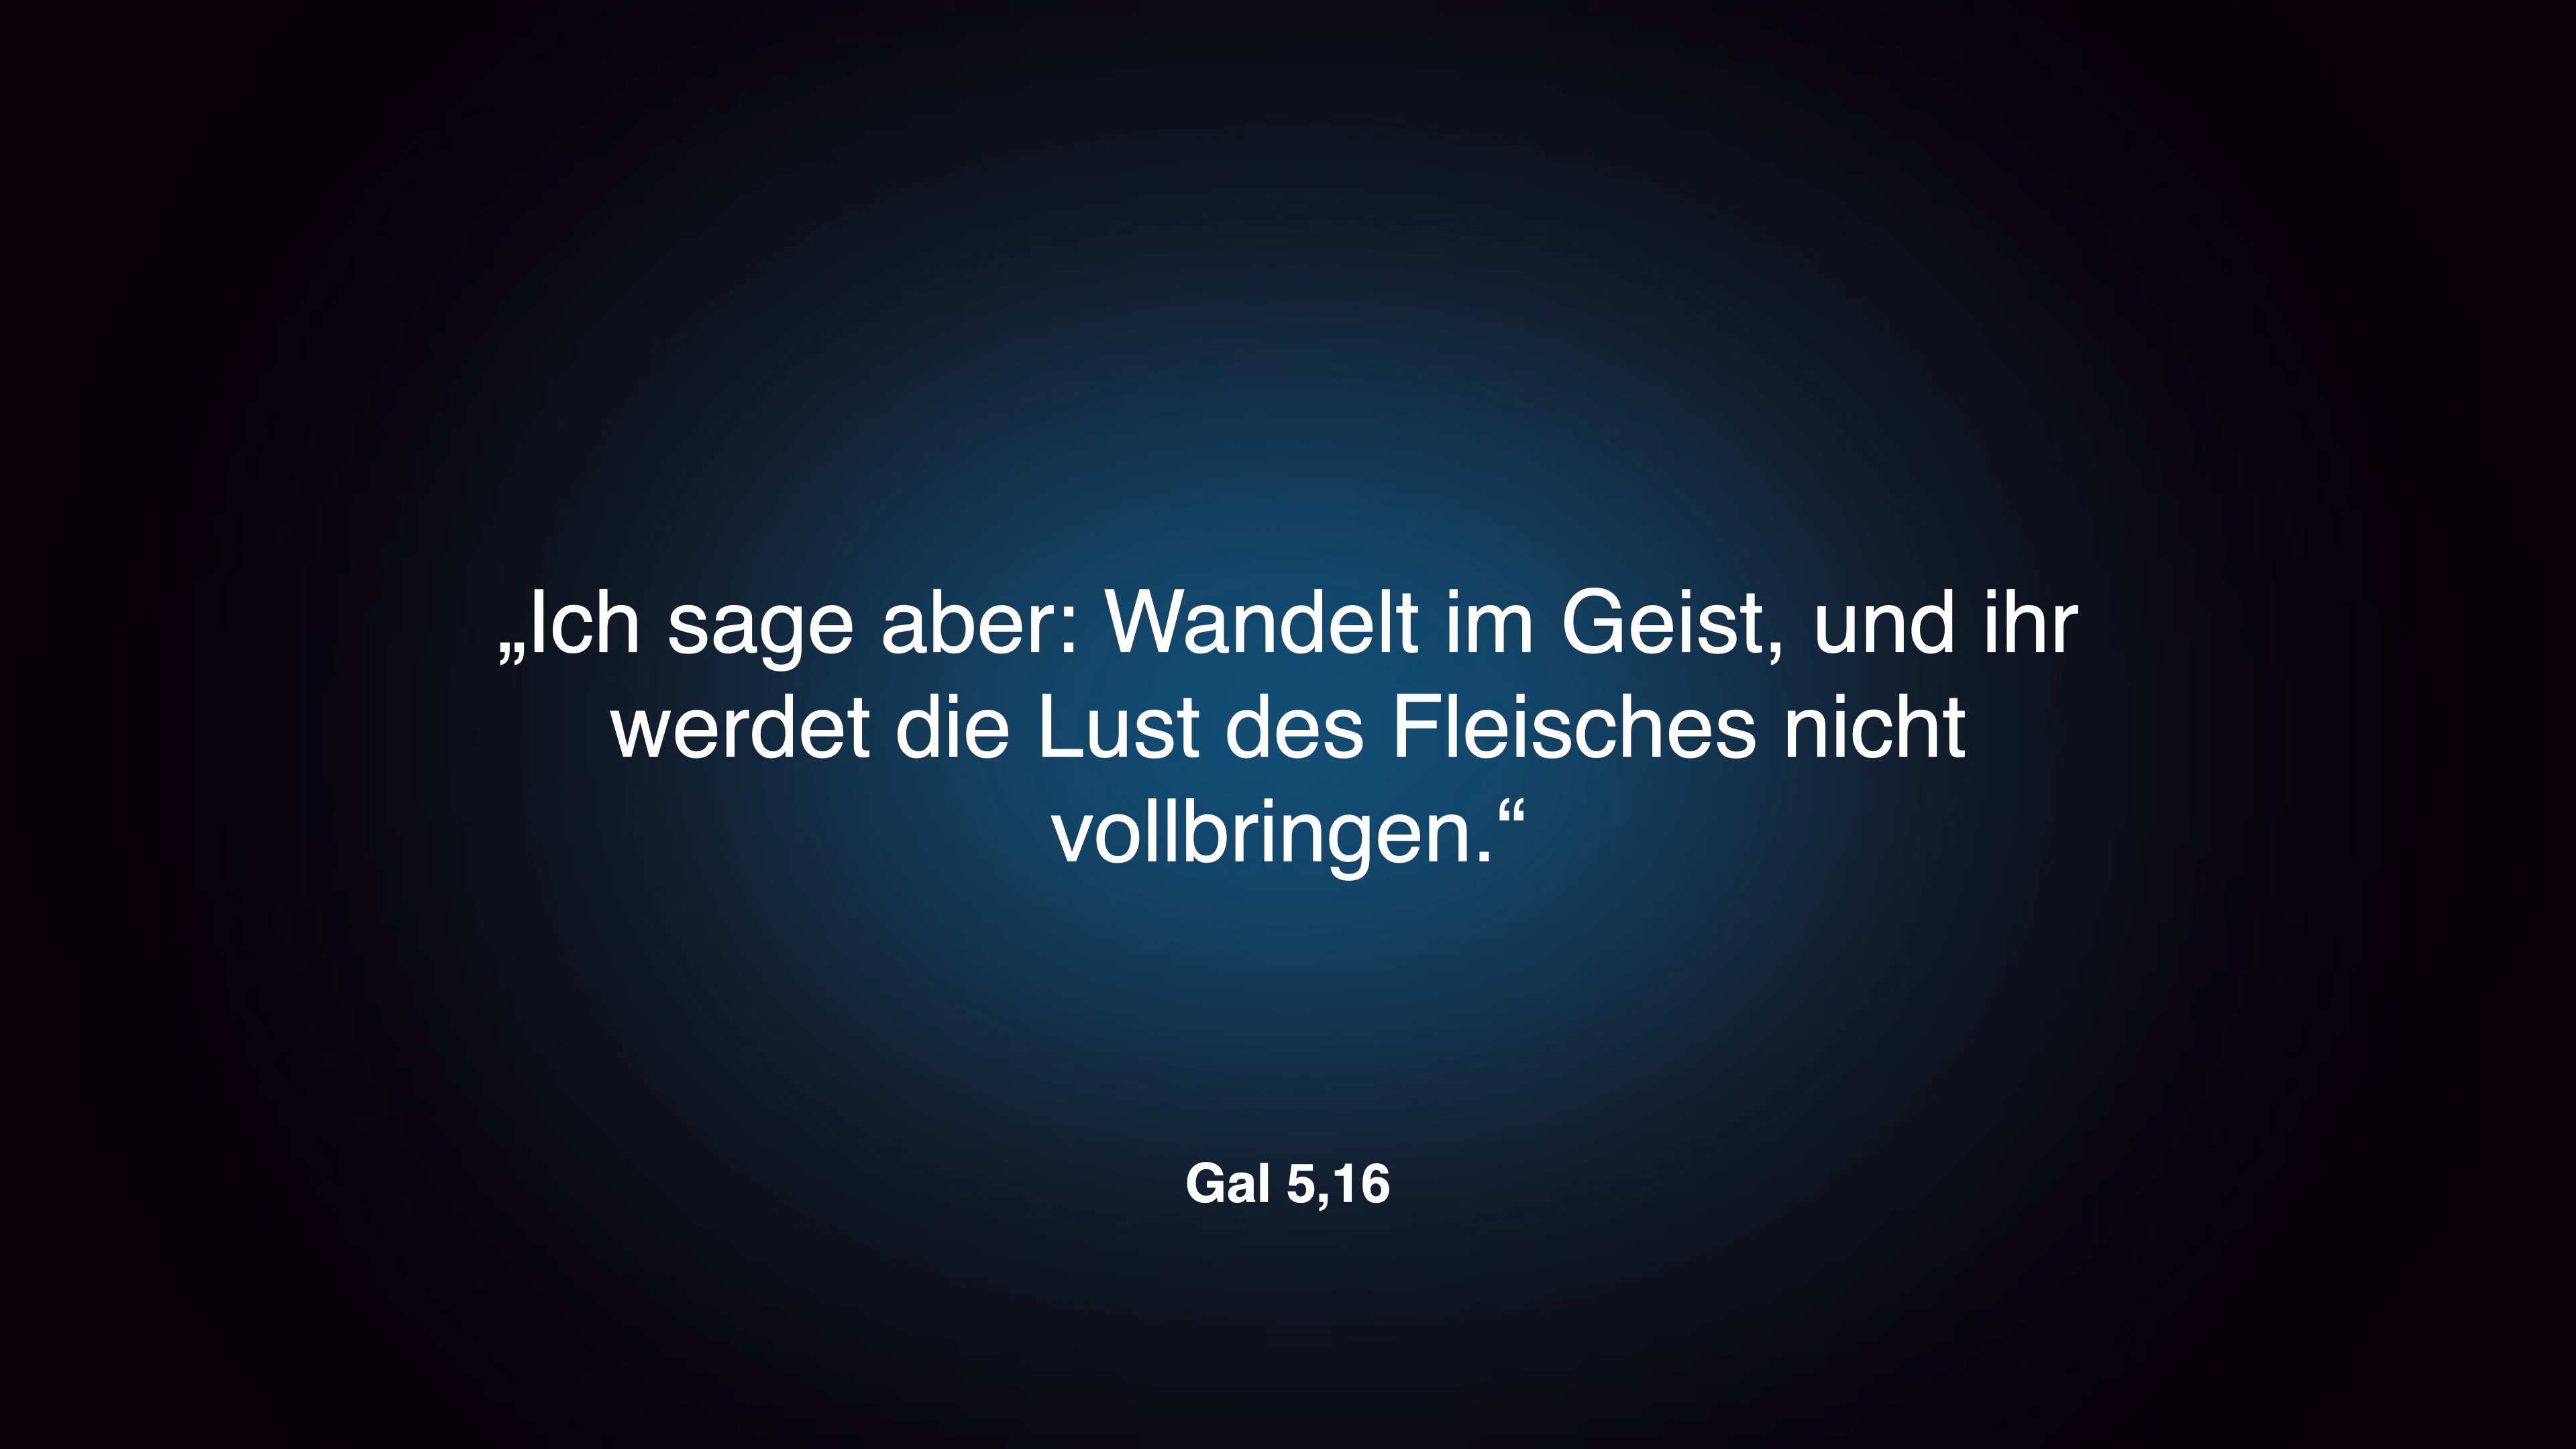 „Ich sage aber: Wandelt im Geist, und ihr
werdet die Lust des Fleisches nicht
vollbringen.“
Gal 5,16